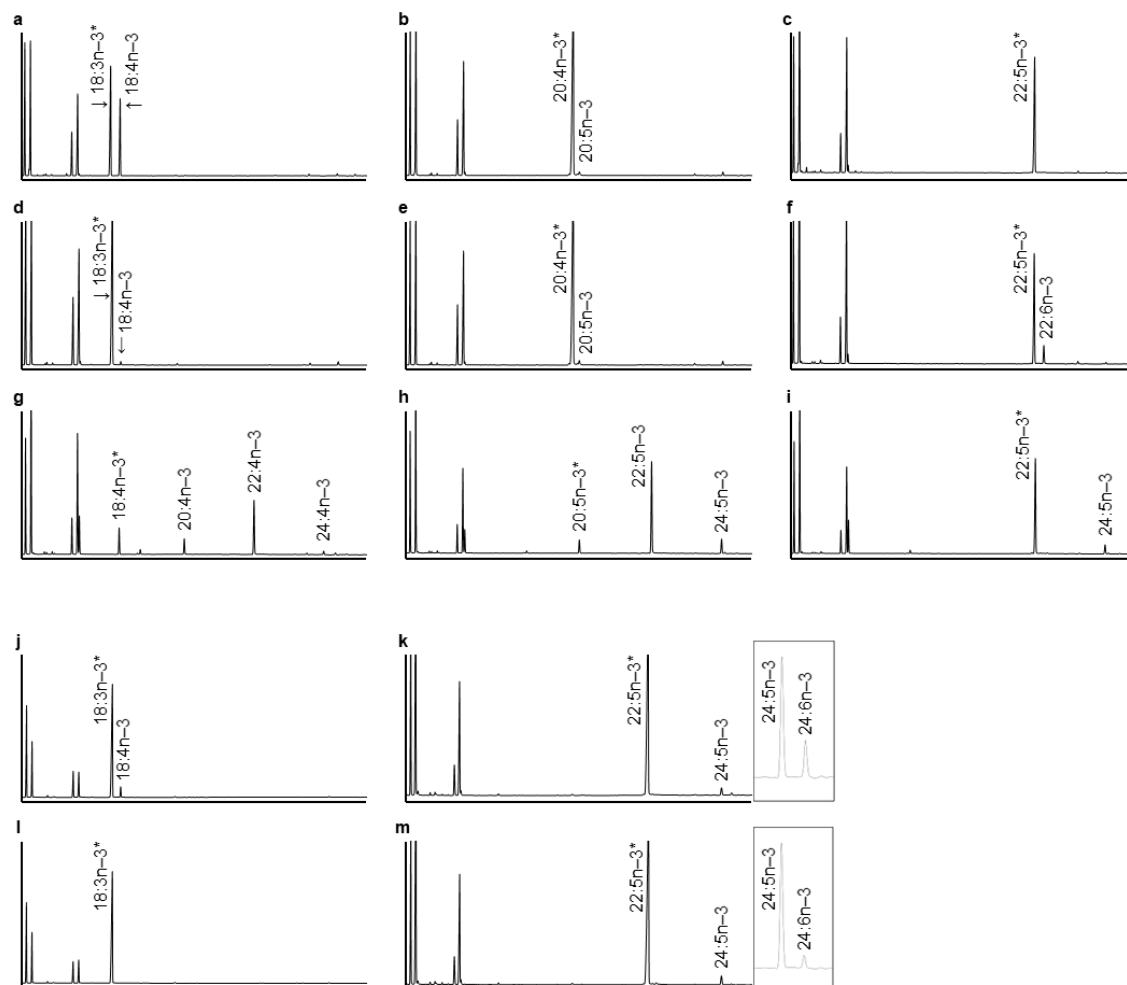 a
↓ 18:3n–3*
↑ 18:4n–3
b
20:4n–3*
20:5n–3
c
22:5n–3*
d
↓ 18:3n–3*
← 18:4n–3
e
20:4n–3*
20:5n–3
f
22:5n–3*
22:6n–3
g
18:4n–3*
20:4n–3
22:4n–3
24:4n–3
h
20:5n–3*
22:5n–3
24:5n–3
i
22:5n–3*
24:5n–3
j
18:3n–3*
18:4n–3
k
22:5n–3*
24:5n–3
24:5n–3
24:6n–3
l
18:3n–3*
m
22:5n–3*
24:5n–3
24:5n–3
24:6n–3